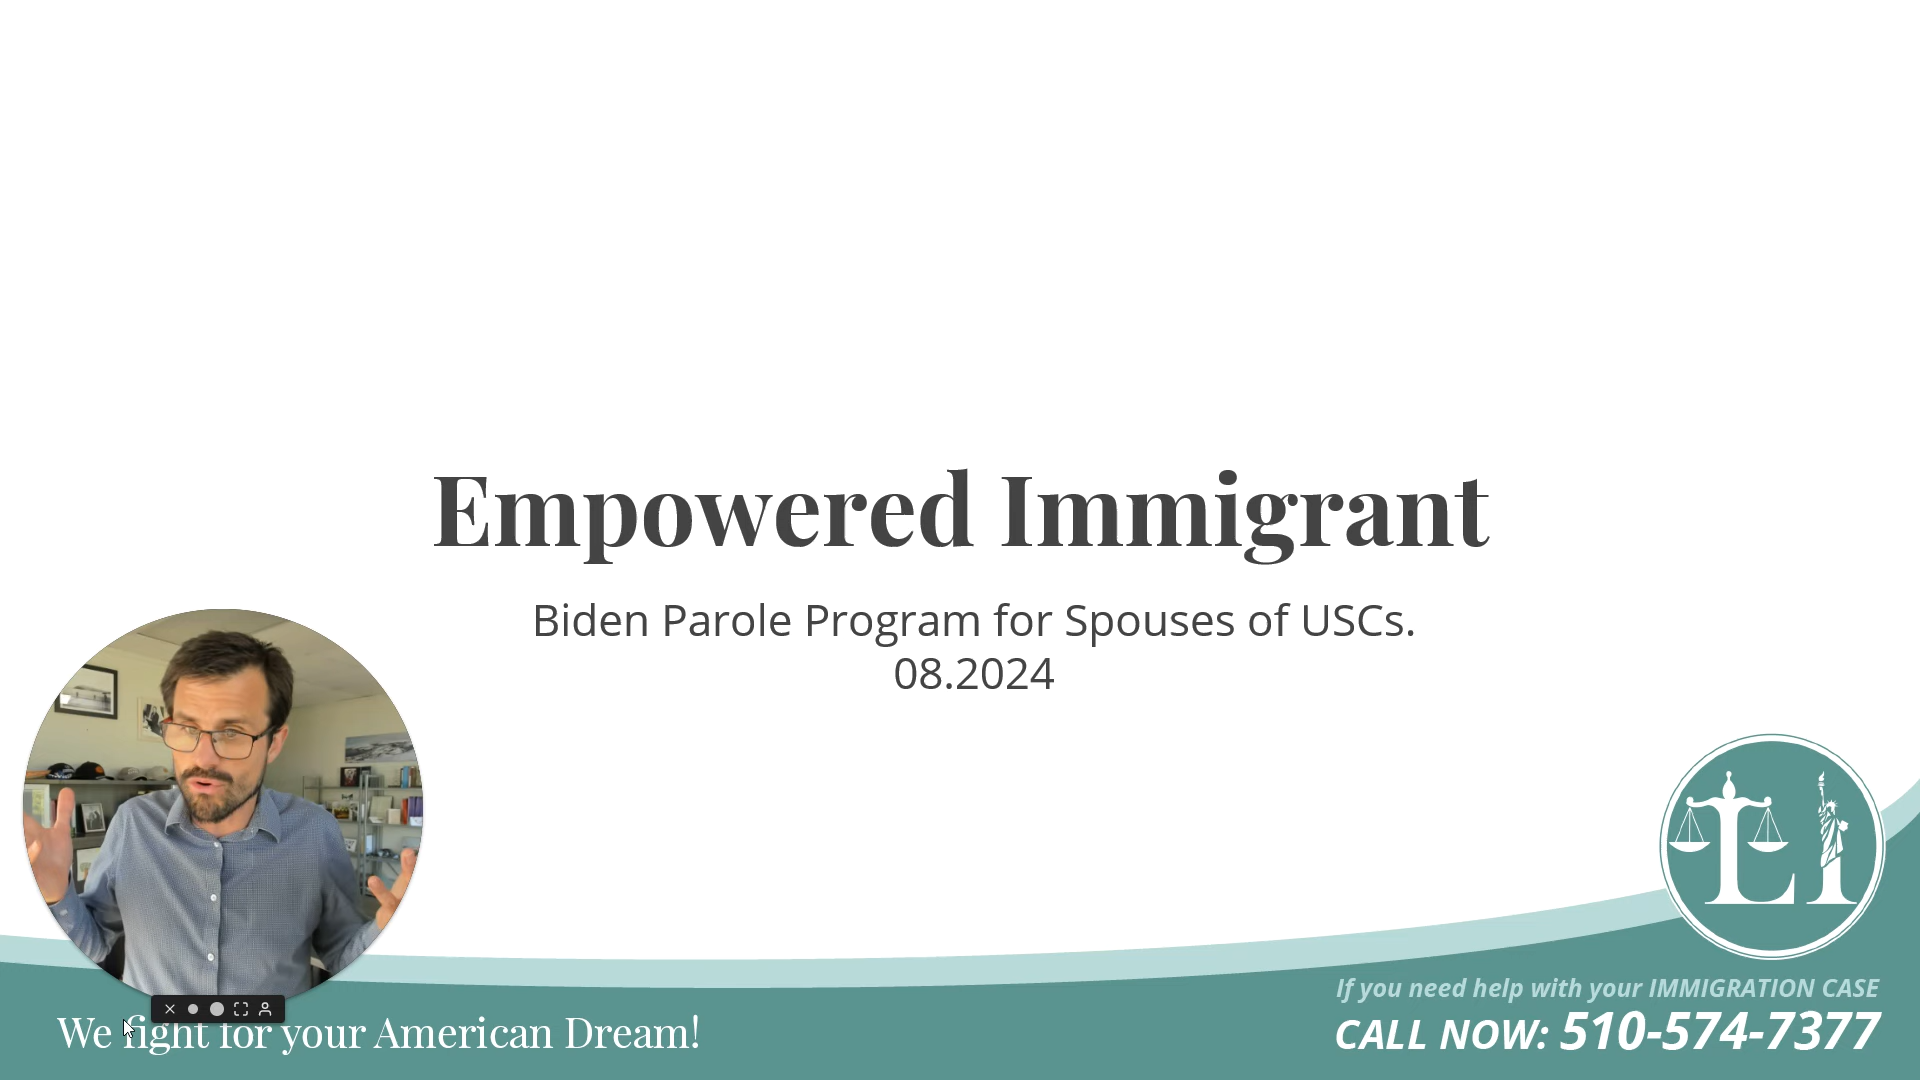 Empowered Immigrant
Biden Parole Program for Spouses of USCs.
08.2024
LI
If you need help with your IMMIGRATION CASE
We fight for your American Dream!
CALL NOW: 510-574-7377